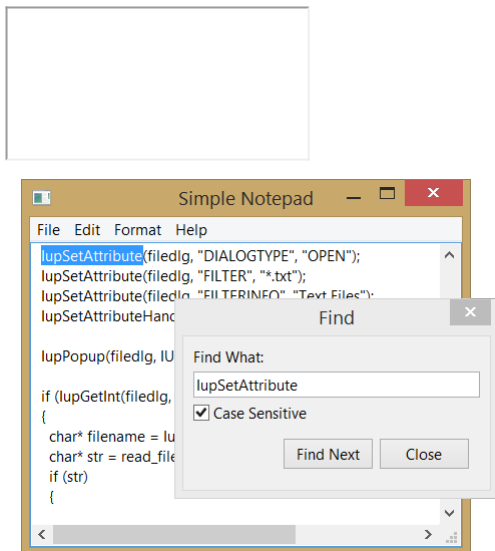 Simple Notepad
File Edit Format Help
IupSetAttribute(filedlg, "DIALOGTYPE", "OPEN");
IupSetAttribute(filedlg, "FILTER", "*.txt");
IupSetAttribute(filedlg, "FILTERINFO", "Text Files");
IupSetAttributeHand
IupPopup(filedlg, IU
if (IupGetInt(filedlg,
{
char* filename = Iu
char* str = read_file
if (str)
{
Find
Find What:
IupSetAttribute
Case Sensitive
Find Next Close